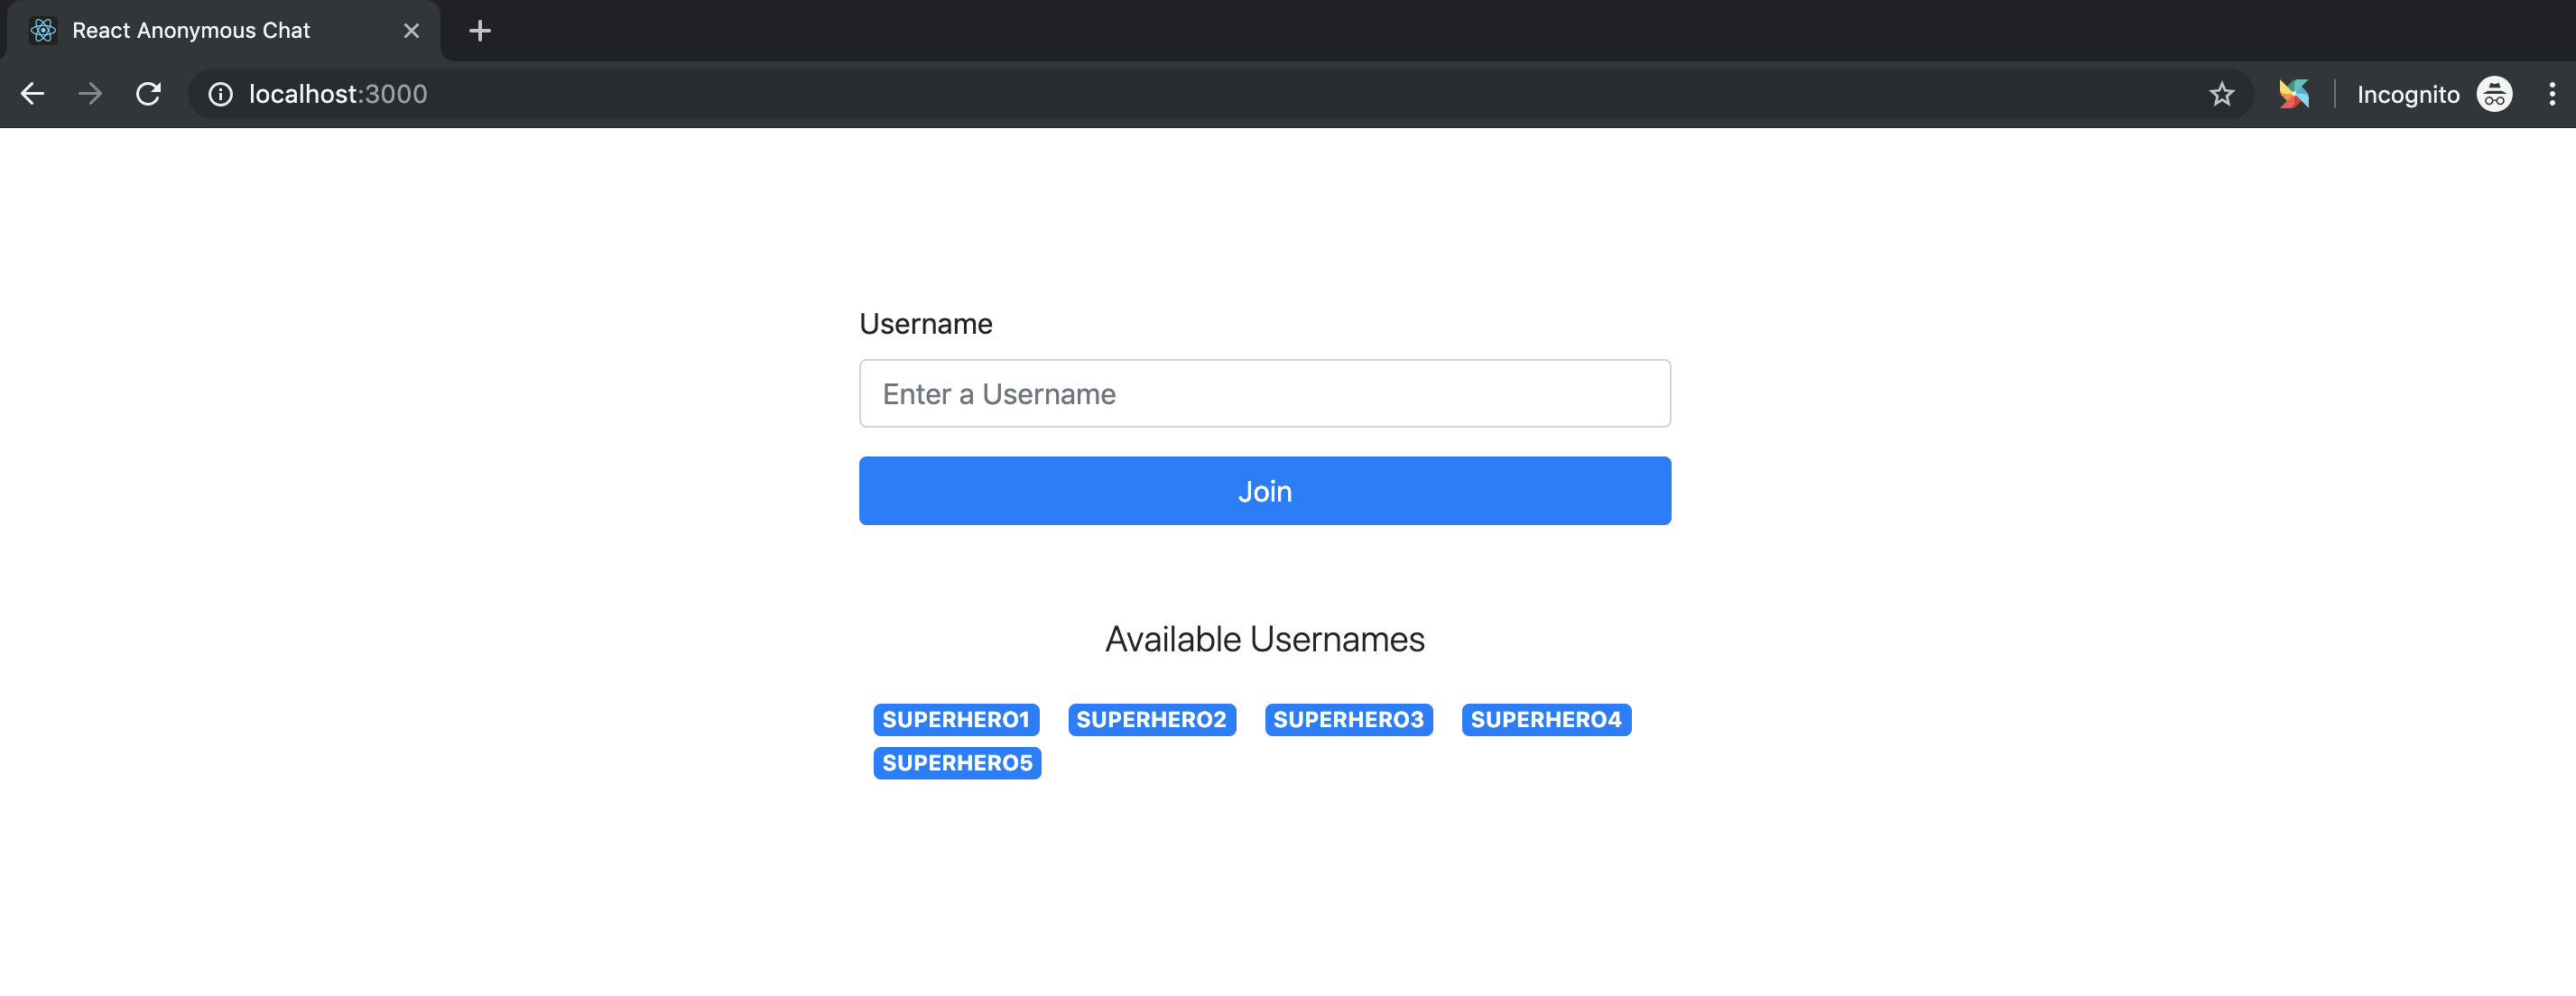 React Anonymous Chat
localhost:3000
Incognito
Username
Enter a Username
Join
Available Usernames
SUPERHERO1 SUPERHERO2 SUPERHERO3 SUPERHERO4
SUPERHERO5